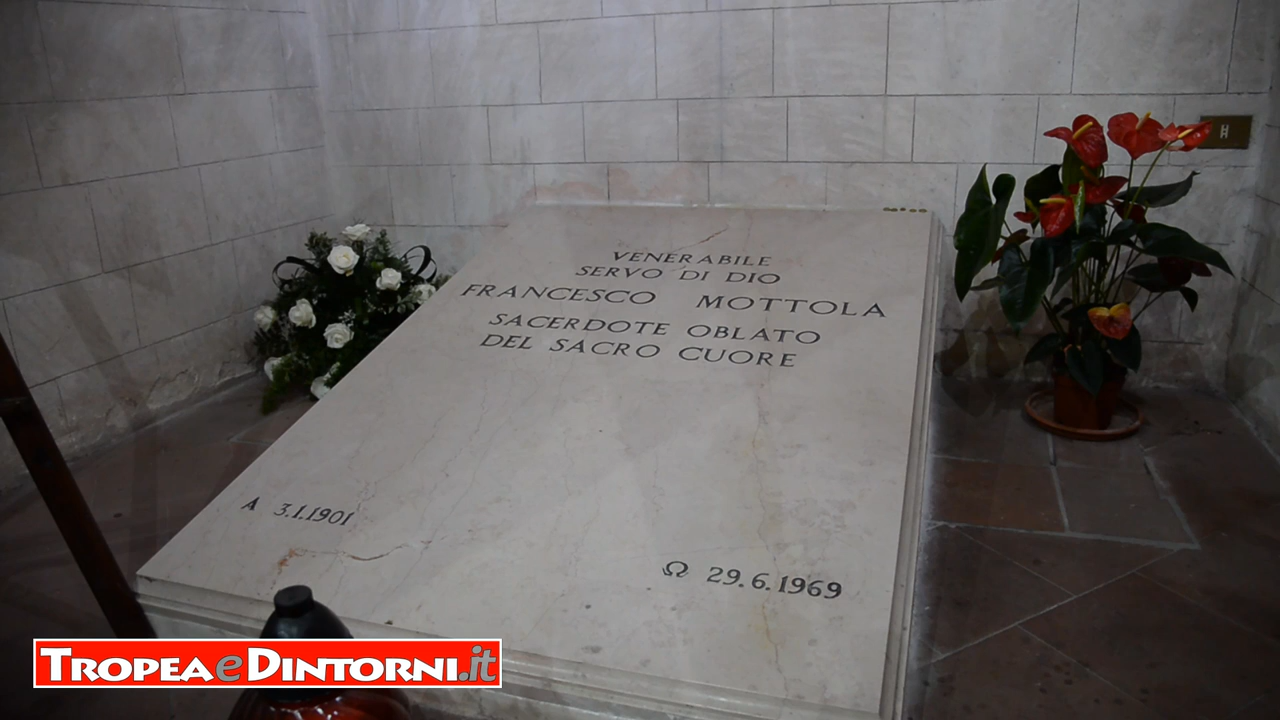 VENERABILE
SERVO DI DIO
FRANCESCO MOTTOLA
SACERDOTE OBLATO
DEL SACRO CUORE
A 3.1.1901
Ω 29.6.1969
TROPEAeDINTORNI.it